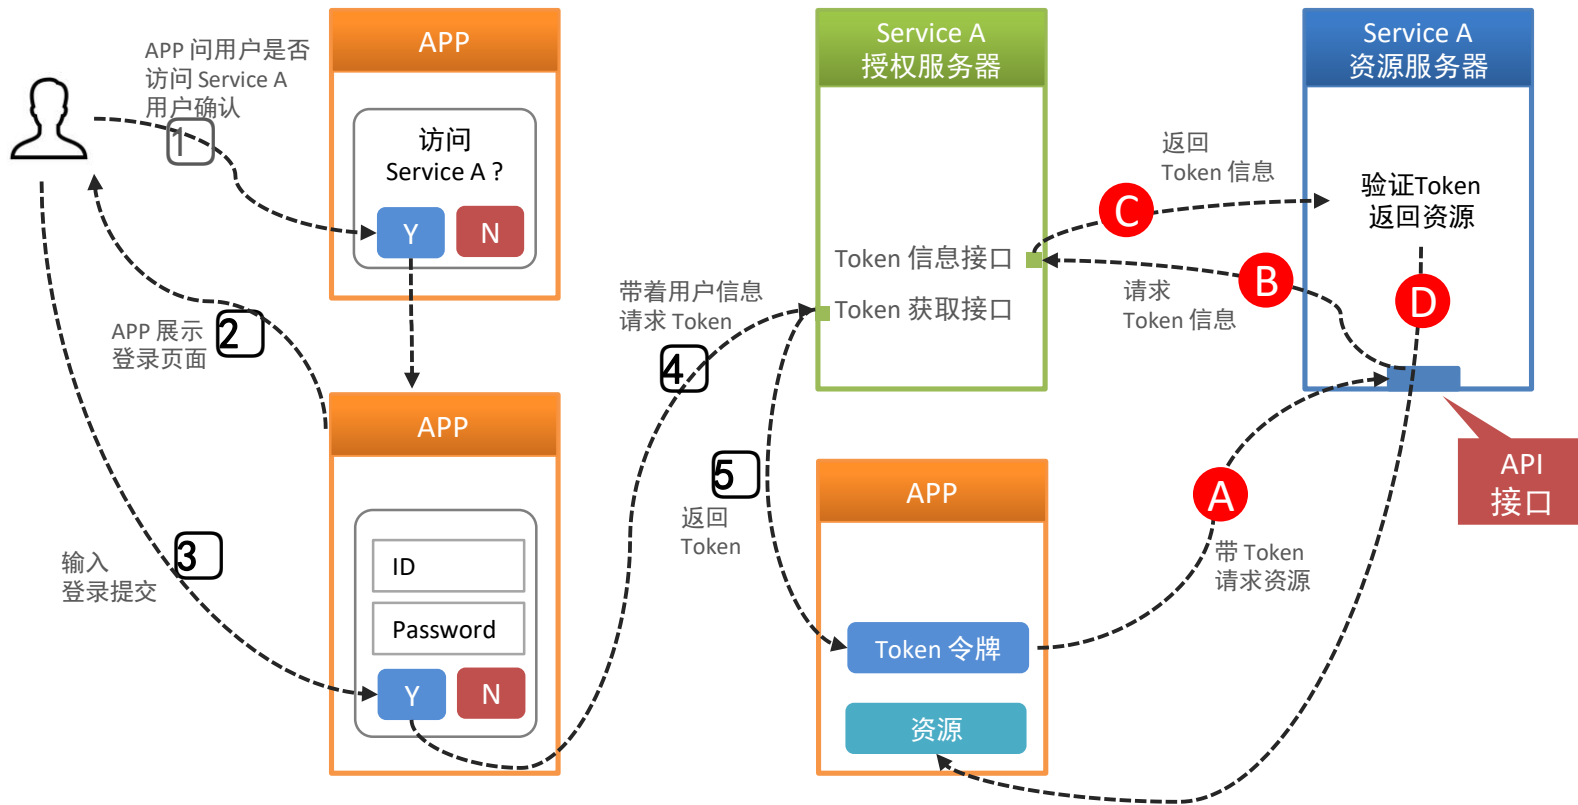 APP 问用户是否
访问 Service A
用户确认
1
APP
访问
Service A ?
Y
N
APP 展示
登录页面
2
APP
ID
Password
Y
N
输入
登录提交
3
带着用户信息
请求 Token
4
5
返回
Token
Service A
授权服务器
Token 信息接口
Token 获取接口
APP
Token 令牌
资源
A
带 Token
请求资源
请求
Token 信息
B
返回
Token 信息
C
Service A
资源服务器
验证Token
返回资源
D
API
接口